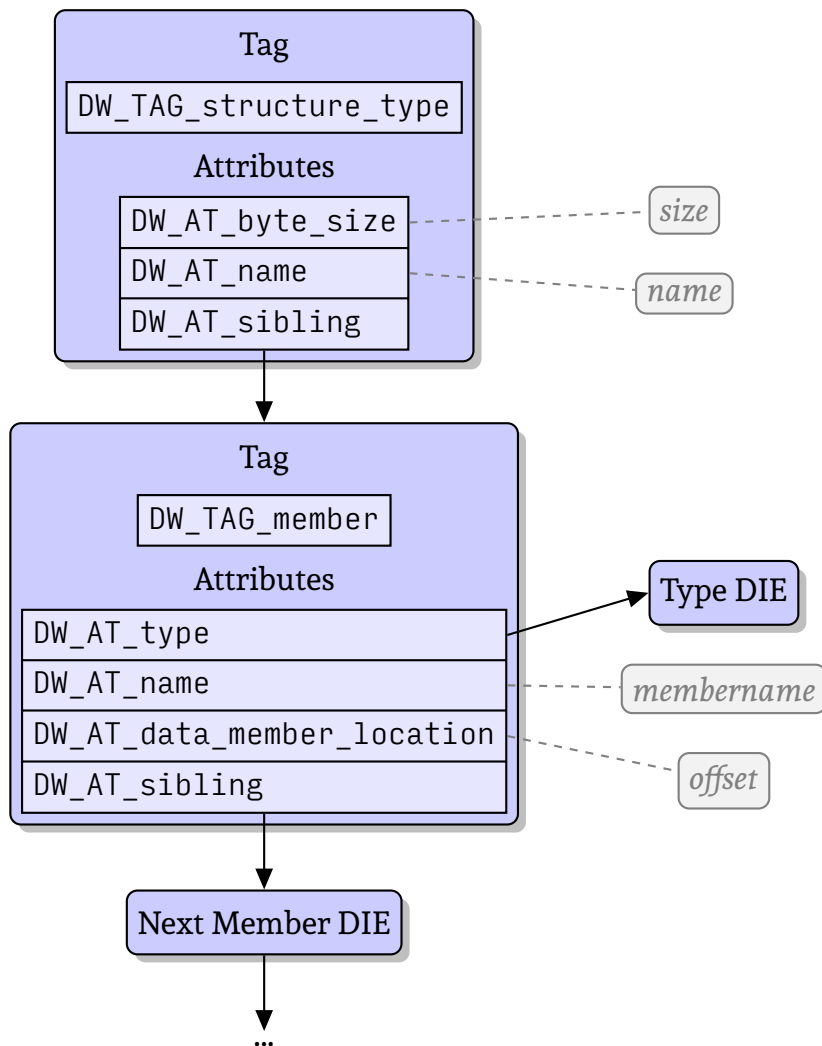 Tag
DW_TAG_structure_type
Attributes
DW_AT_byte_size
size
DW_AT_name
name
DW_AT_sibling
Tag
DW_TAG_member
Attributes
Type DIE
DW_AT_type
DW_AT_name
membername
DW_AT_data_member_location
offset
DW_AT_sibling
Next Member DIE
...